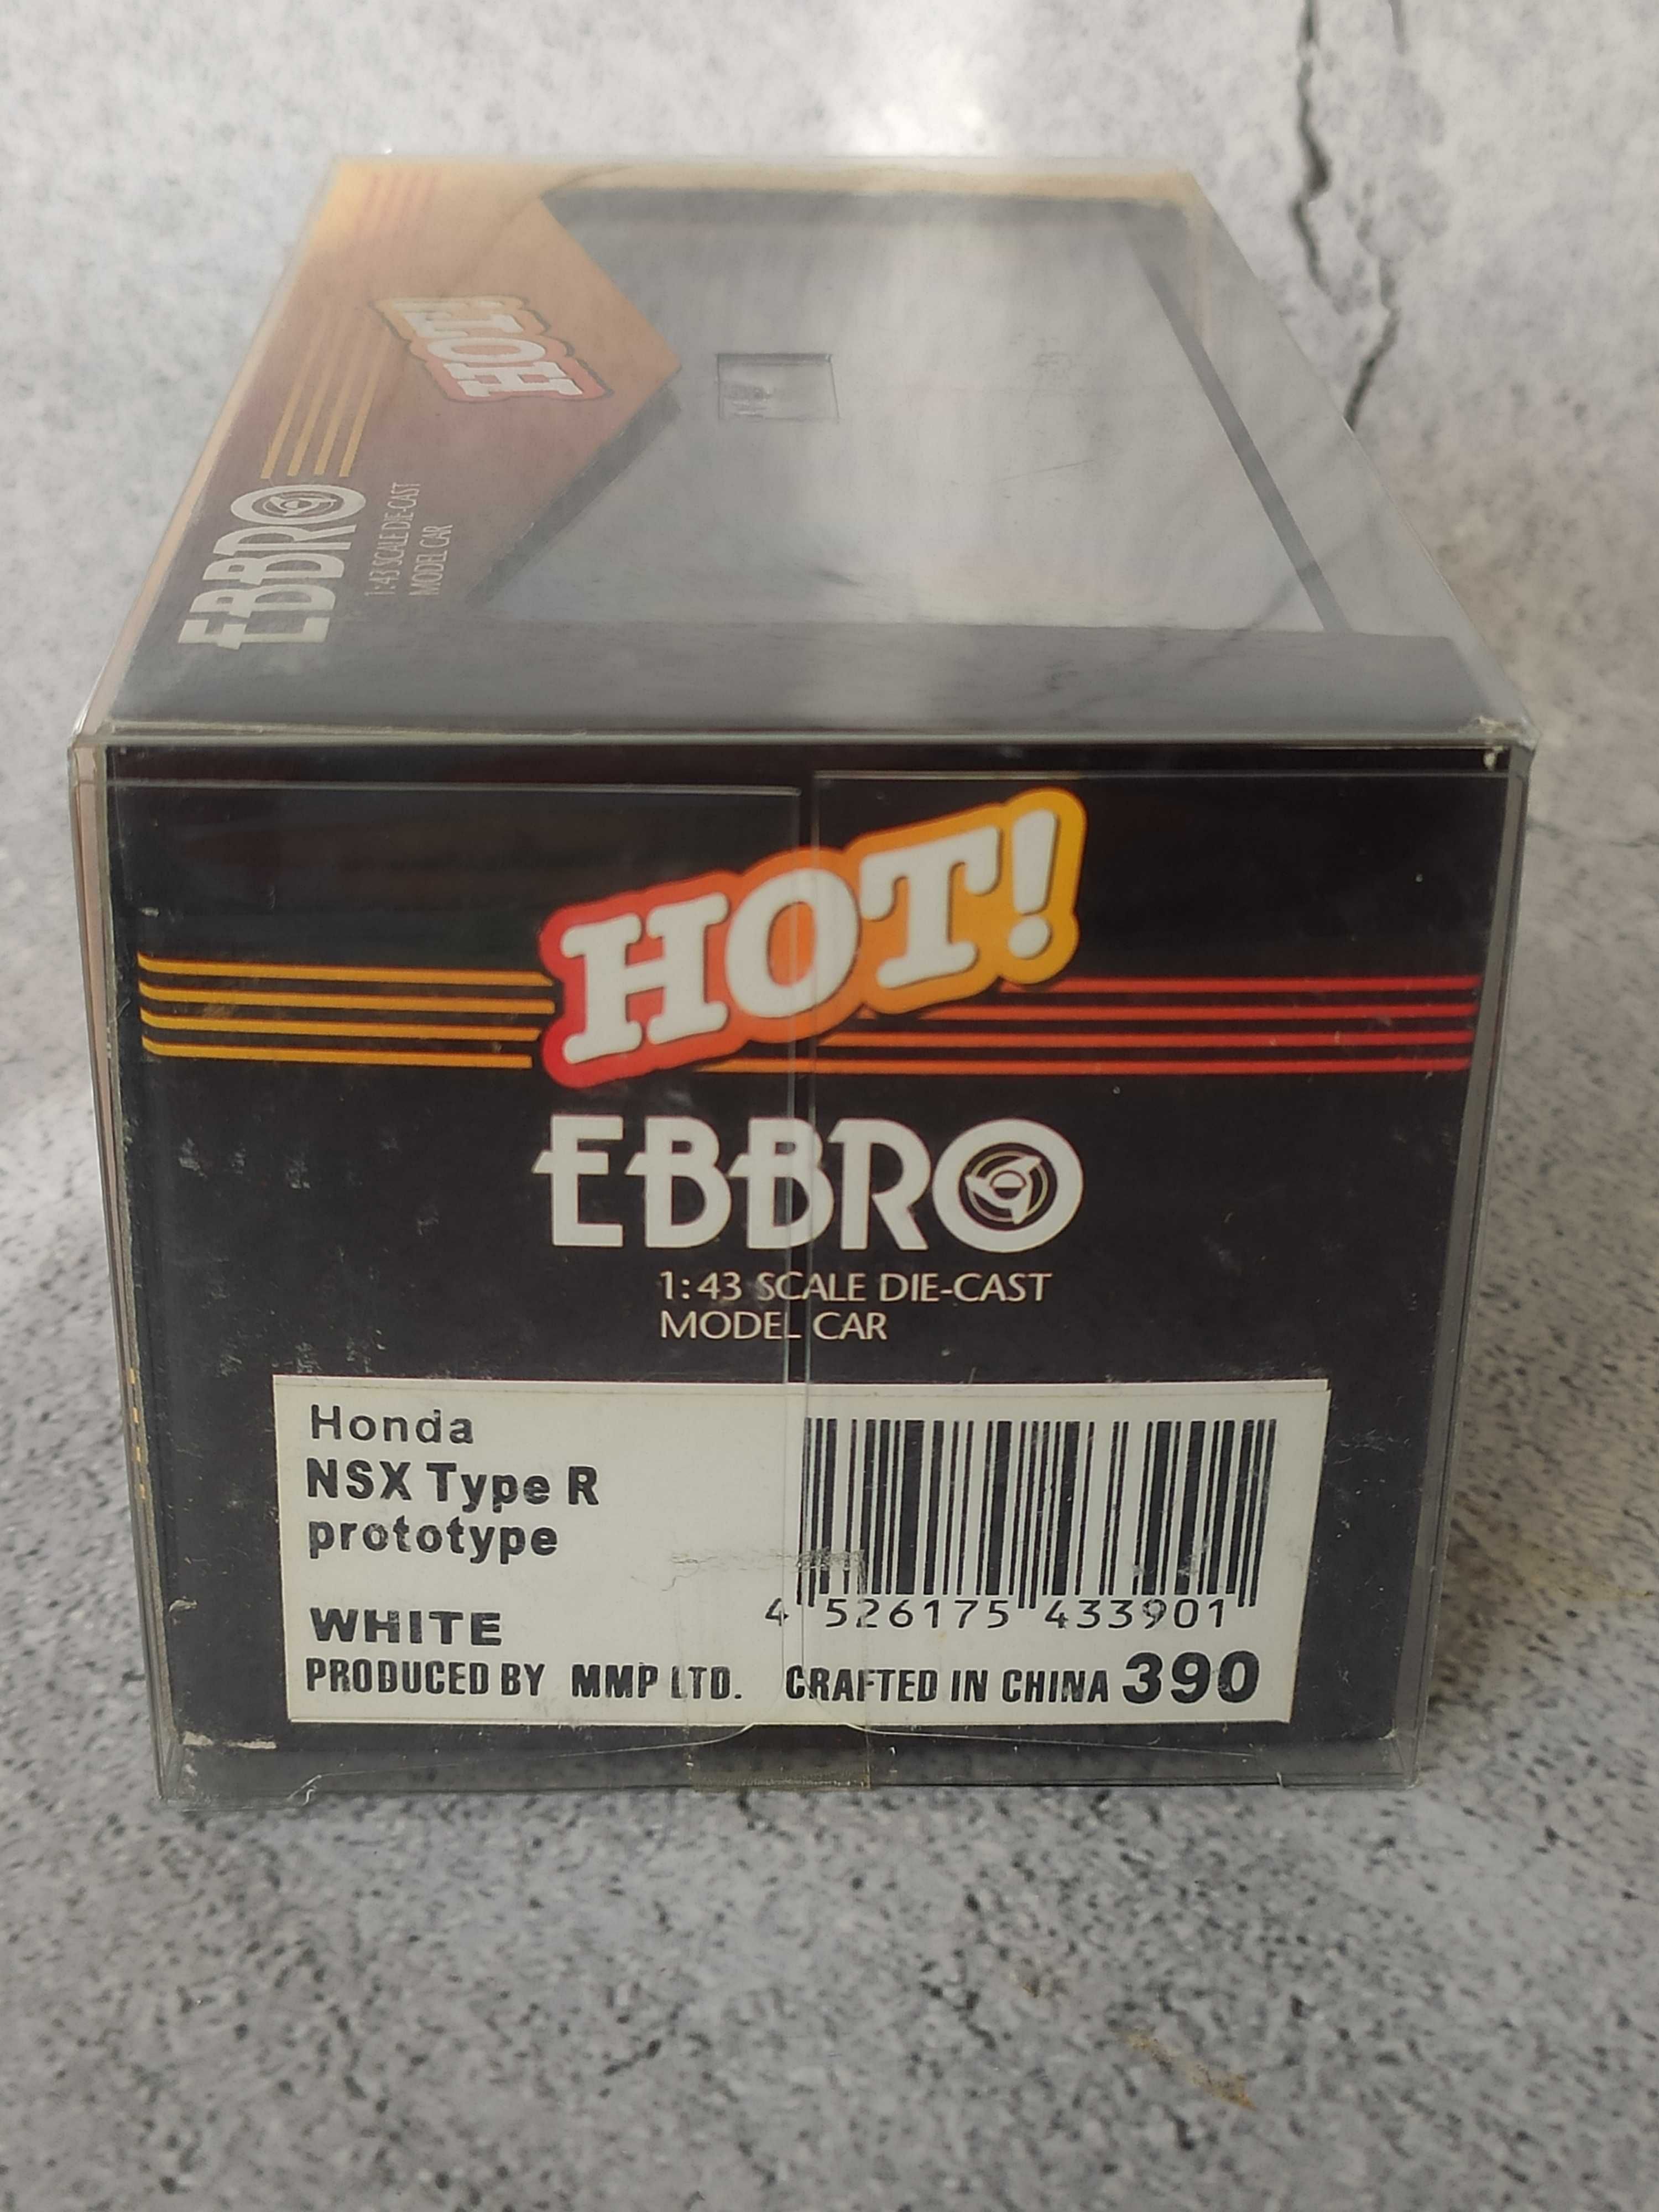 HOT!
EBBRO
1:43 SCALE DIE-CAST
MODEL CAR
HOT!
EBBRO
1:43 SCALE DIE-CAST
MODEL CAR
Honda
NSX Type R
prototype
WHITE
4 526175 433901
PRODUCED BY MMP LTD. CRAFTED IN CHINA 390